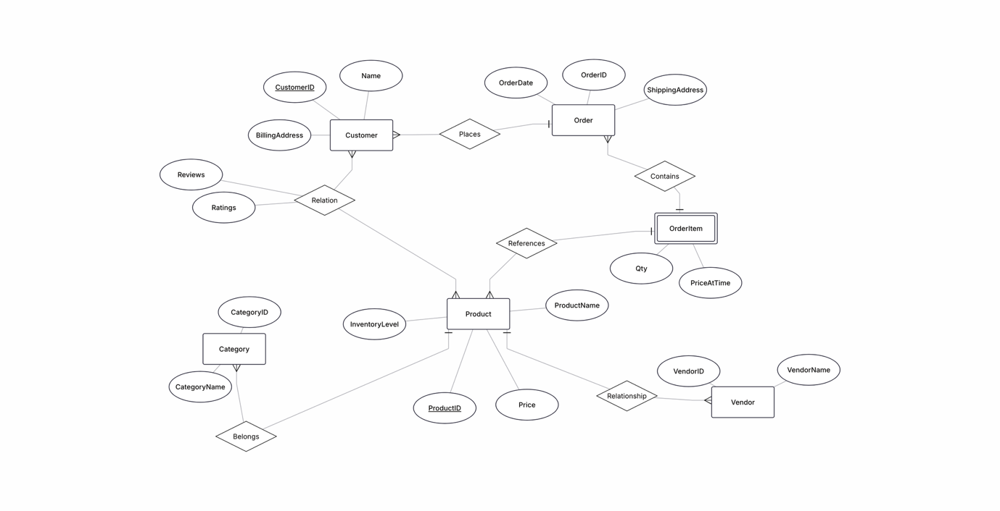 Name
OrderID
OrderDate
CustomerID
ShippingAddress
Order
Places
Customer
BillingAddress
Reviews
Contains
Relation
Ratings
OrderItem
References
Qty
PriceAtTime
ProductName
CategoryID
Product
InventoryLevel
Category
VendorName
VendorID
CategoryName
Relationship
Vendor
Price
ProductID
Belongs